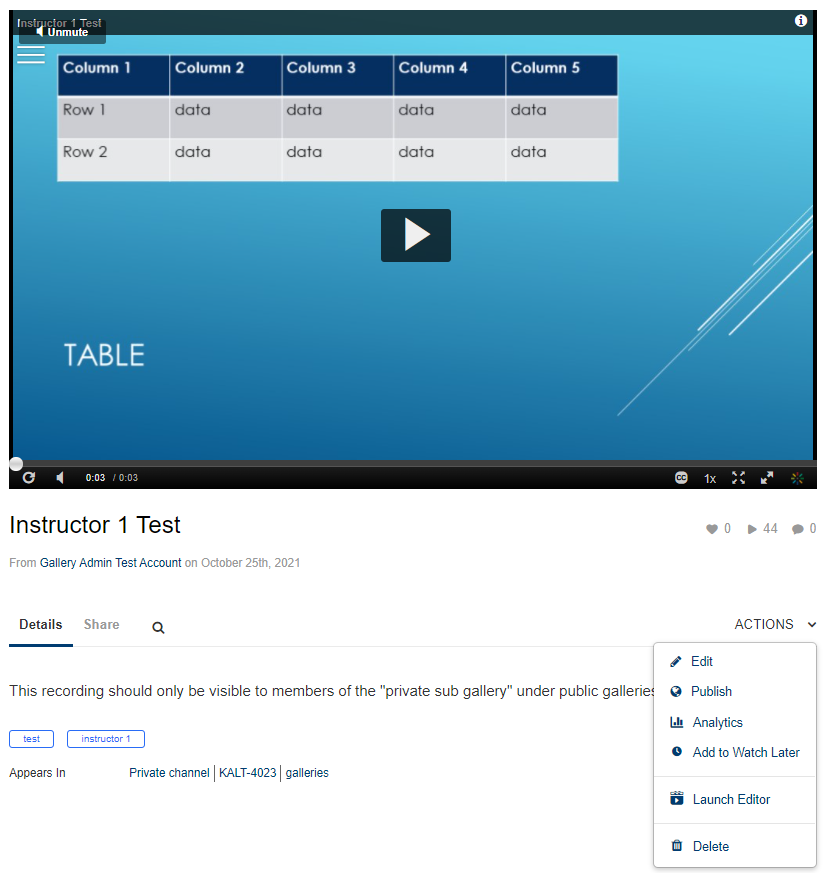 Instructor 1 Test
Unmute
Column 1 Column 2 Column 3 Column 4 Column 5
Row 1 data data data data
Row 2 data data data data
TABLE
0:03 / 0:03 CC 1x
Instructor 1 Test
0 44 0
From Gallery Admin Test Account on October 25th, 2021
Details Share ACTIONS
Edit
This recording should only be visible to members of the "private sub gallery" under public galleries
Publish
Analytics
test instructor 1
Add to Watch Later
Appears In Private channel KALT-4023 galleries
Launch Editor
Delete